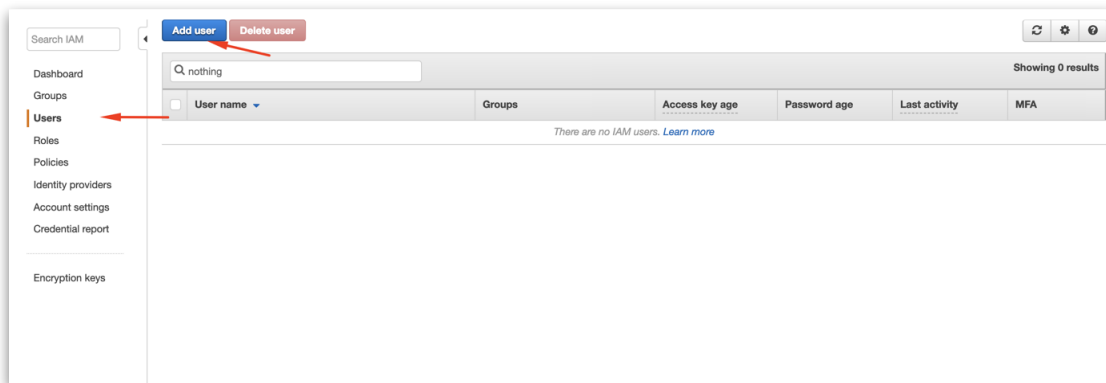 Search IAM
Dashboard
Groups
Users
Roles
Policies
Identity providers
Account settings
Credential report
Encryption keys
Add user
Delete user
nothing
Showing 0 results
User name
Groups
Access key age
Password age
Last activity
MFA
There are no IAM users. Learn more